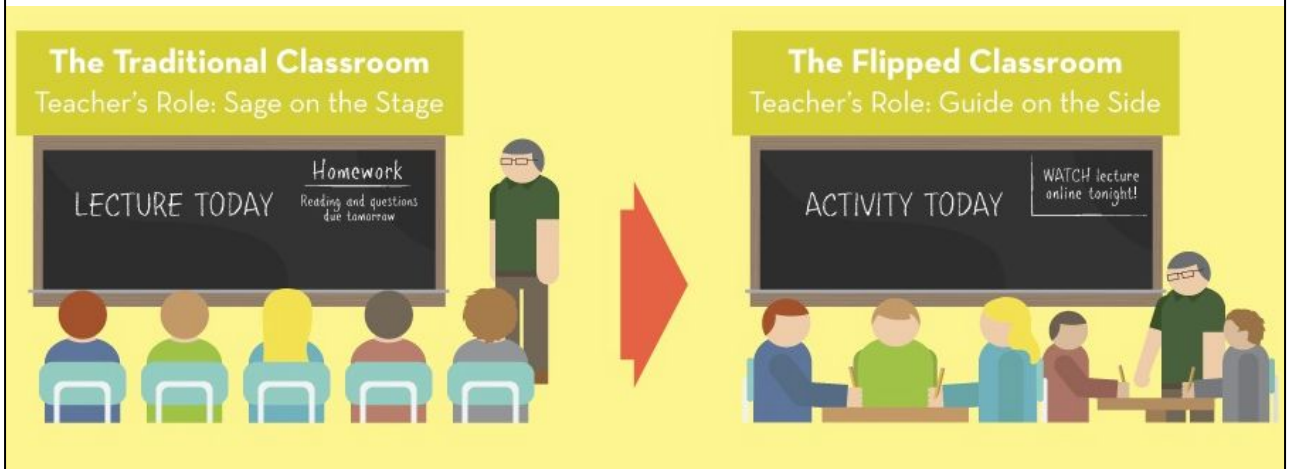 The Traditional Classroom
Teacher's Role: Sage on the Stage
LECTURE TODAY
Homework
Reading and questions
due tomorrow
The Flipped Classroom
Teacher's Role: Guide on the Side
ACTIVITY TODAY
WATCH lecture
online tonight!